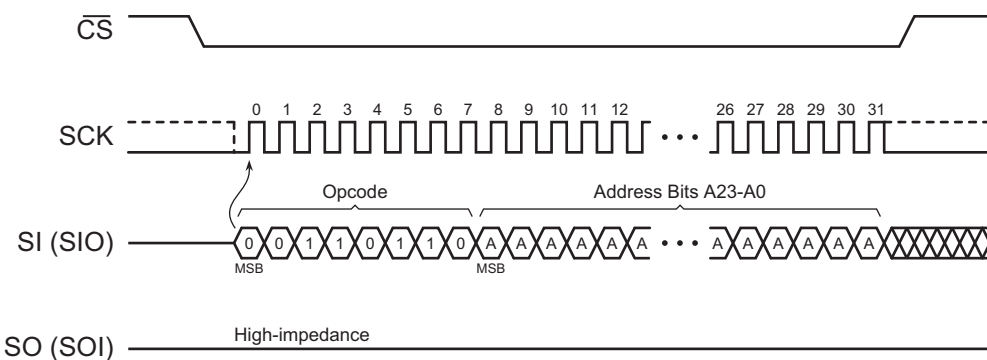 CS
0 1 2 3 4 5 6 7 8 9 10 11 12 26 27 28 29 30 31
SCK
Opcode Address Bits A23-A0
SI (SIO) 0 0 1 1 0 1 1 0 A A A A A A A A A A A A
MSB MSB
High-impedance
SO (SOI)